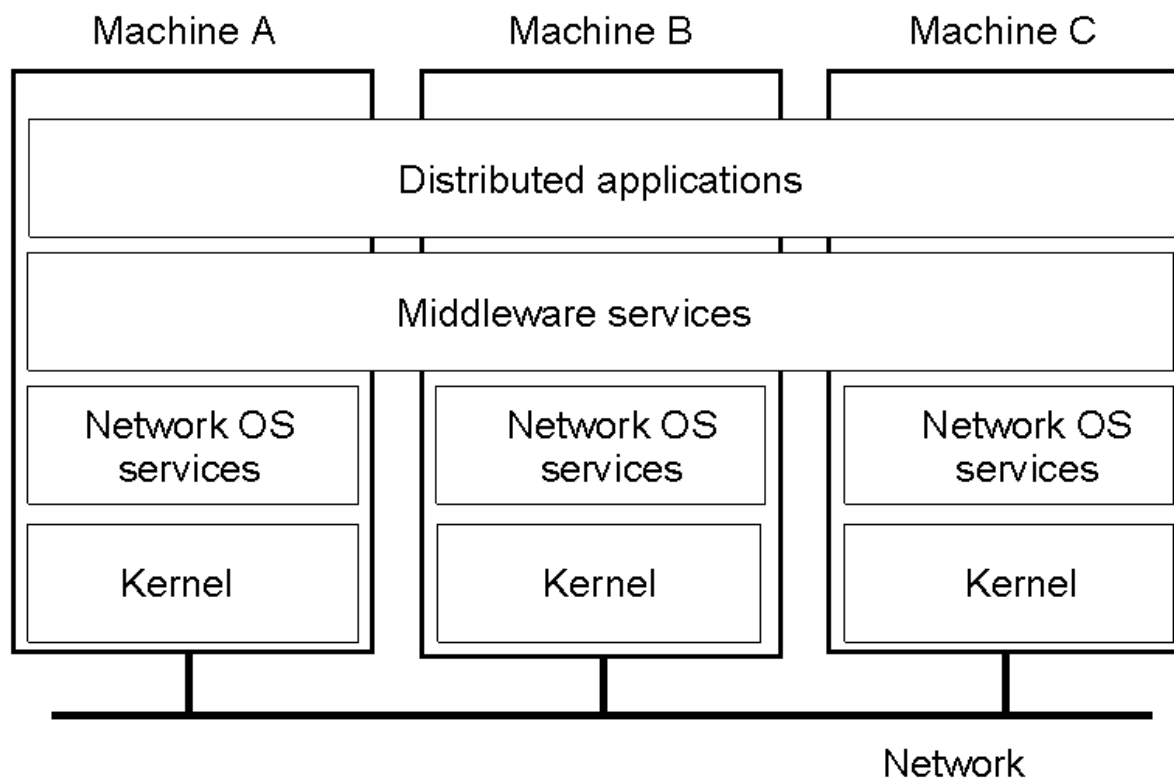 Machine A
Machine B
Machine C
Distributed applications
Middleware services
Network OS
services
Network OS
services
Network OS
services
Kernel
Kernel
Kernel
Network